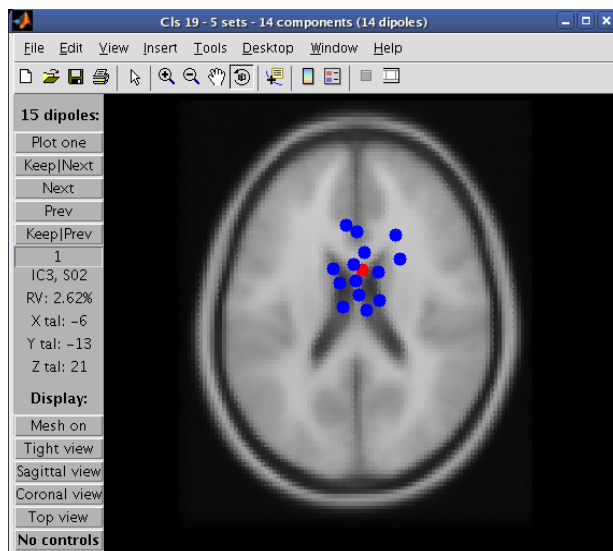 Cls 19 - 5 sets - 14 components (14 dipoles)
File Edit View Insert Tools Desktop Window Help
15 dipoles:
Plot one
Keep|Next
Next
Prev
Keep|Prev
1
IC3, S02
RV: 2.62%
X tal: -6
Y tal: -13
Z tal: 21
Display:
Mesh on
Tight view
Sagittal view
Coronal view
Top view
No controls